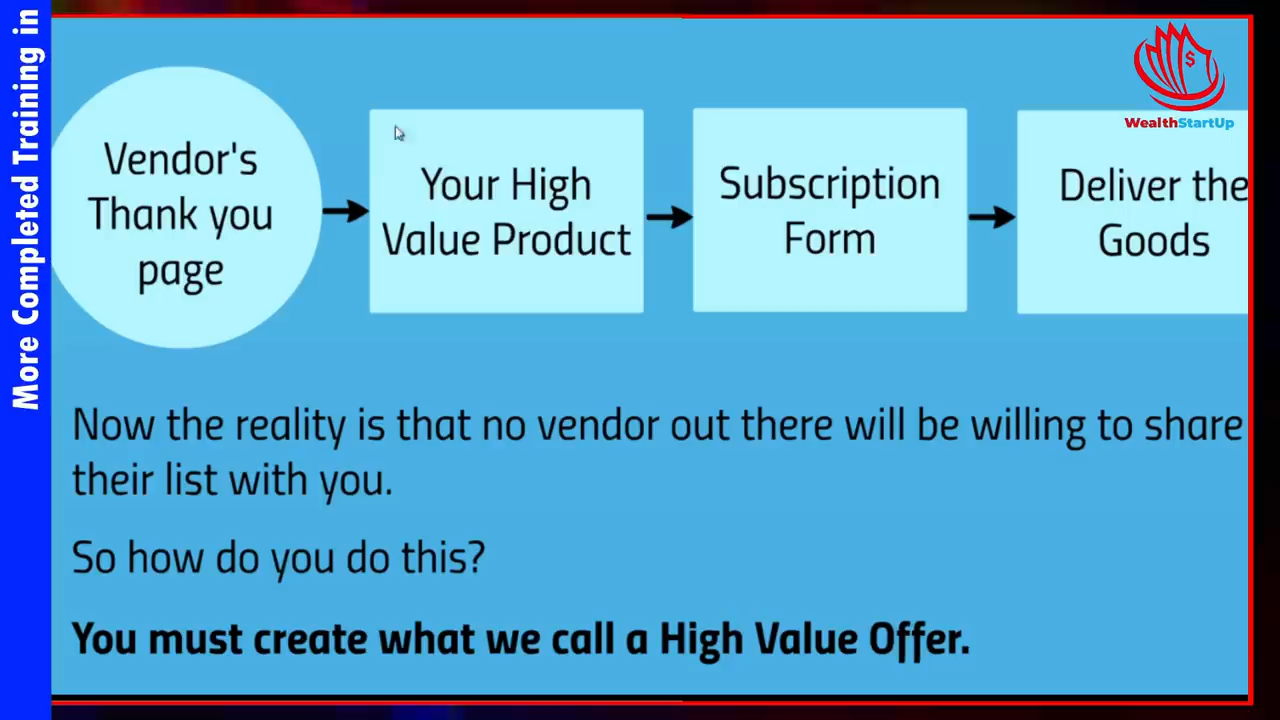 More Completed Training in
WealthStartUp
Vendor's
Thank you
page
Your High
Value Product
Subscription
Form
Deliver the
Goods
Now the reality is that no vendor out there will be willing to share
their list with you.
So how do you do this?
You must create what we call a High Value Offer.